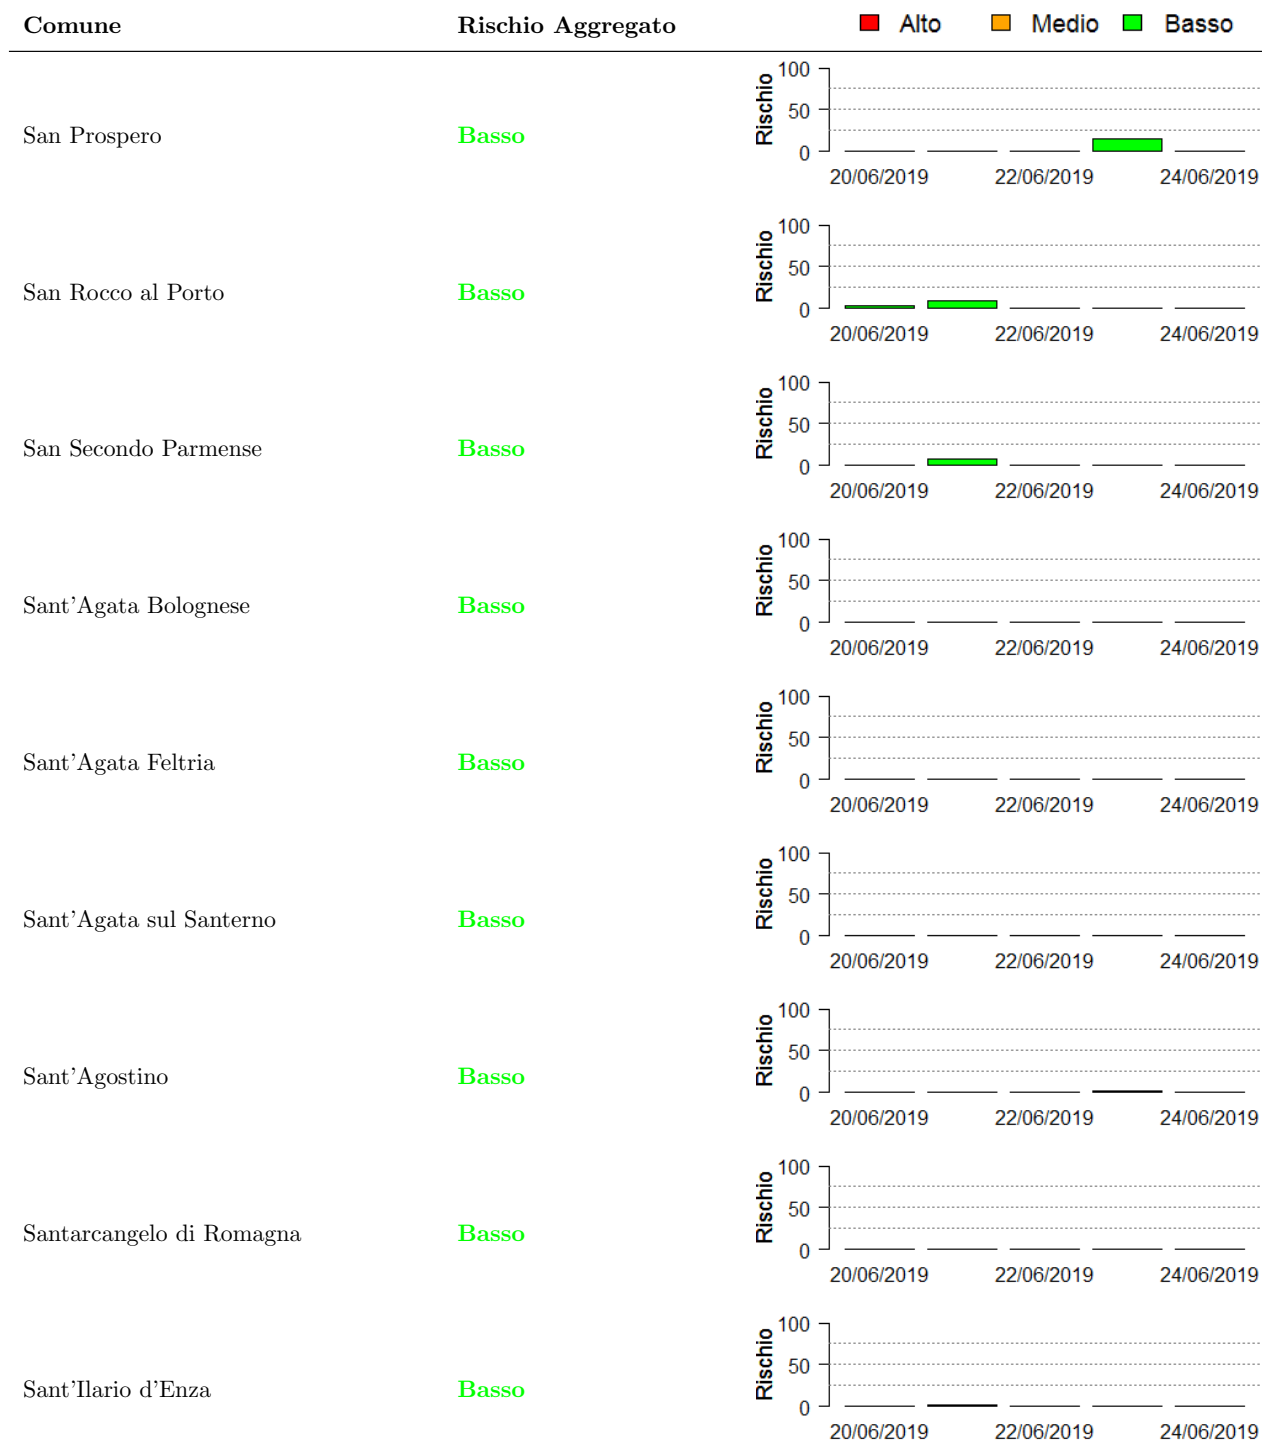 Comune Rischio Aggregato Alto Medio Basso
San Prospero Basso Rischio 100 50 0
20/06/2019 22/06/2019 24/06/2019
San Rocco al Porto Basso Rischio 100 50 0
20/06/2019 22/06/2019 24/06/2019
San Secondo Parmense Basso Rischio 100 50 0
20/06/2019 22/06/2019 24/06/2019
Sant'Agata Bolognese Basso Rischio 100 50 0
20/06/2019 22/06/2019 24/06/2019
Sant'Agata Feltria Basso Rischio 100 50 0
20/06/2019 22/06/2019 24/06/2019
Sant'Agata sul Santerno Basso Rischio 100 50 0
20/06/2019 22/06/2019 24/06/2019
Sant'Agostino Basso Rischio 100 50 0
20/06/2019 22/06/2019 24/06/2019
Santarcangelo di Romagna Basso Rischio 100 50 0
20/06/2019 22/06/2019 24/06/2019
Sant'Ilario d'Enza Basso Rischio 100 50 0
20/06/2019 22/06/2019 24/06/2019